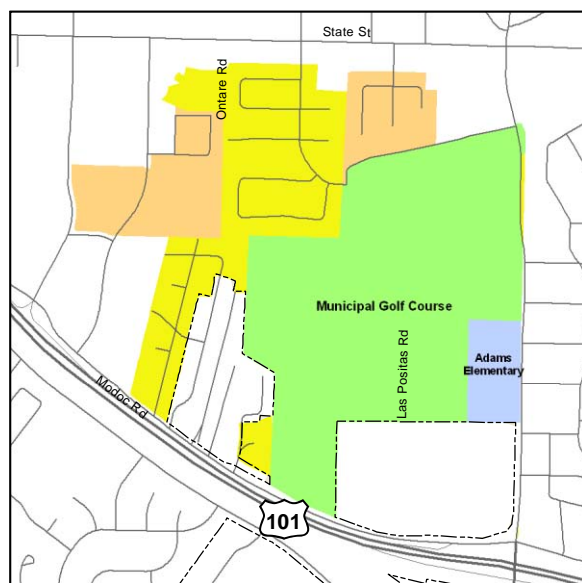 State St
Ontare Rd
Municipal Golf Course
Las Positas Rd
Adams
Elementary
Modoc Rd
101